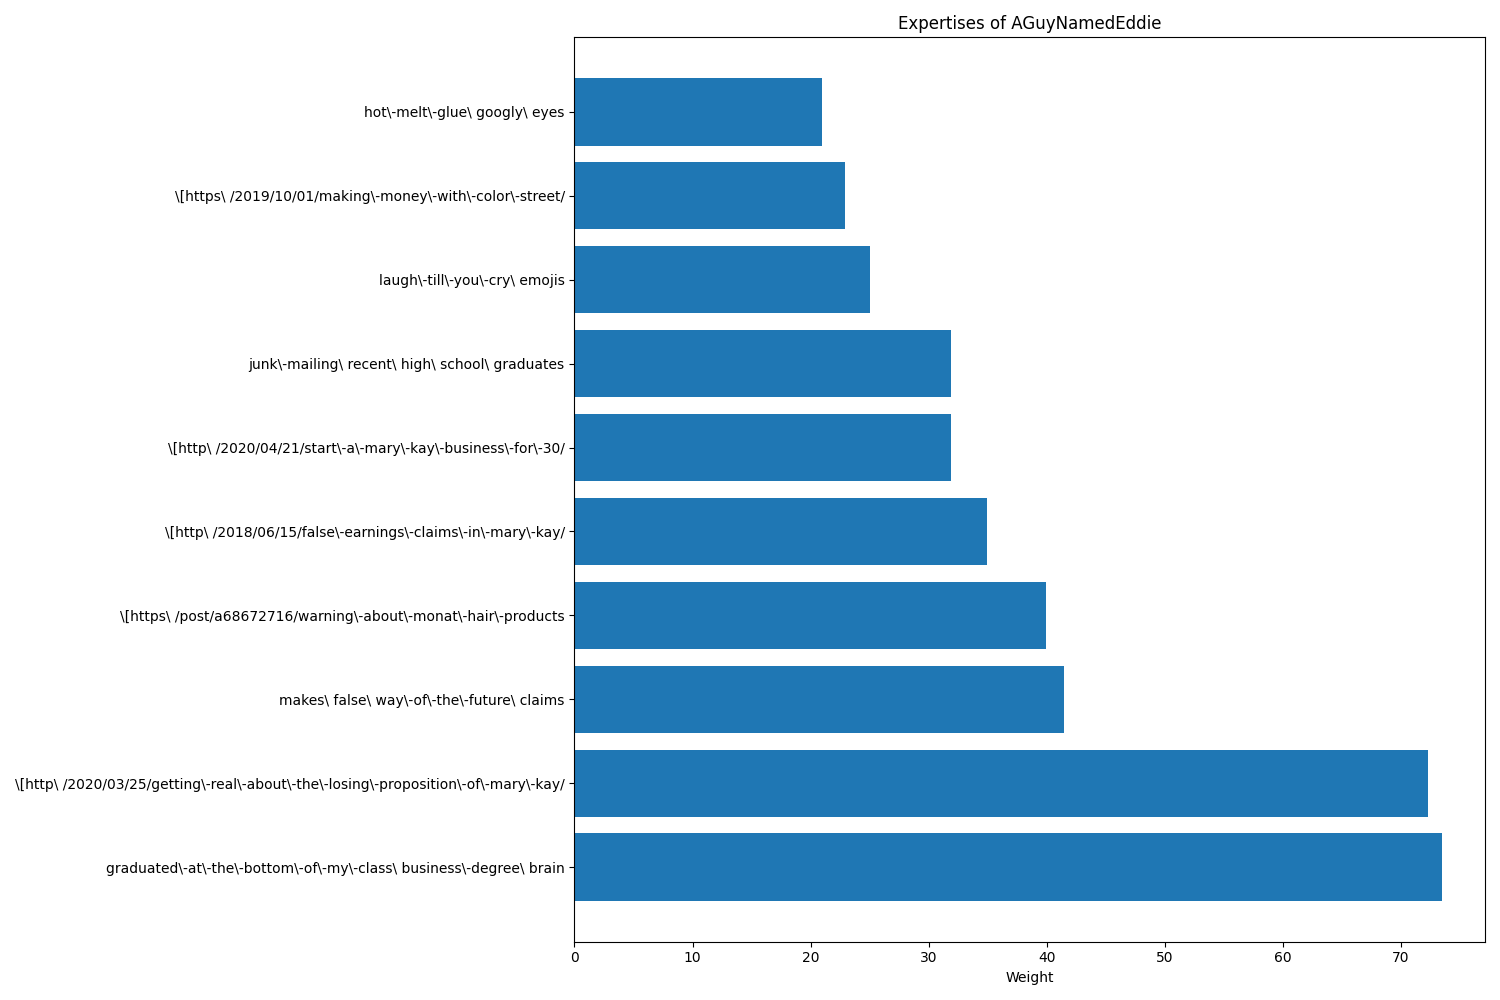 Expertises of AGuyNamedEddie
hot\-melt\-glue\ googly\ eyes
\[https\ /2019/10/01/making\-money\-with\-color\-street/
laugh\-till\-you\-cry\ emojis
junk\-mailing\ recent\ high\ school\ graduates
\[http\ /2020/04/21/start\-a\-mary\-kay\-business\-for\-30/
\[http\ /2018/06/15/false\-earnings\-claims\-in\-mary\-kay/
\[https\ /post/a68672716/warning\-about\-monat\-hair\-products
makes\ false\ way\-of\-the\-future\ claims
\[http\ /2020/03/25/getting\-real\-about\-the\-losing\-proposition\-of\-mary\-kay/
graduated\-at\-the\-bottom\-of\-my\-class\ business\-degree\ brain
0 10 20 30 40 50 60 70
Weight